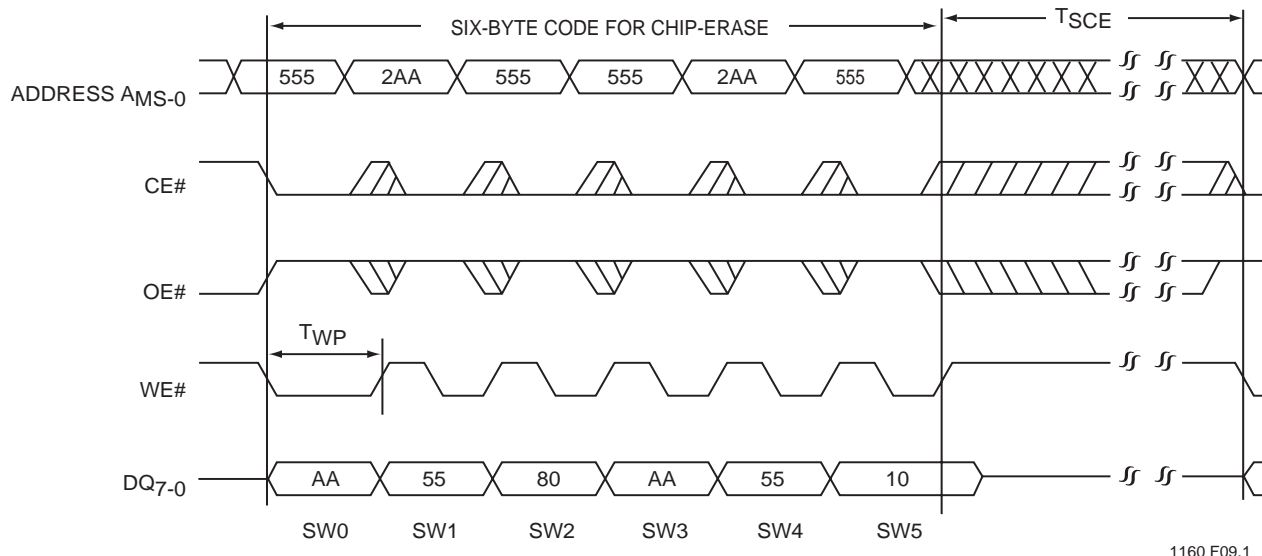 SIX-BYTE CODE FOR CHIP-ERASE
TSCE
ADDRESS AMS-0
555 2AA 555 555 2AA 555
CE#
OE#
TWP
WE#
DQ7-0
AA 55 80 AA 55 10
SW0 SW1 SW2 SW3 SW4 SW5
1160 F09.1